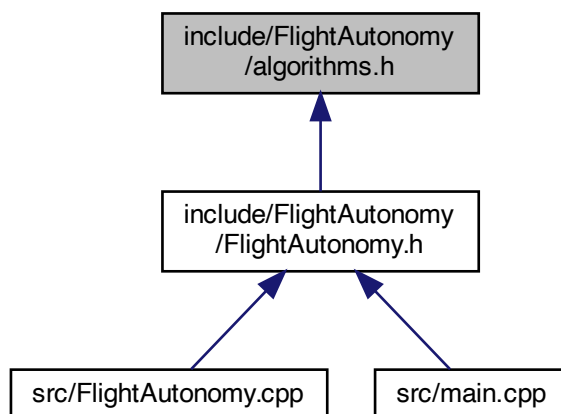 include/FlightAutonomy
/algorithms.h
include/FlightAutonomy
/FlightAutonomy.h
src/FlightAutonomy.cpp
src/main.cpp